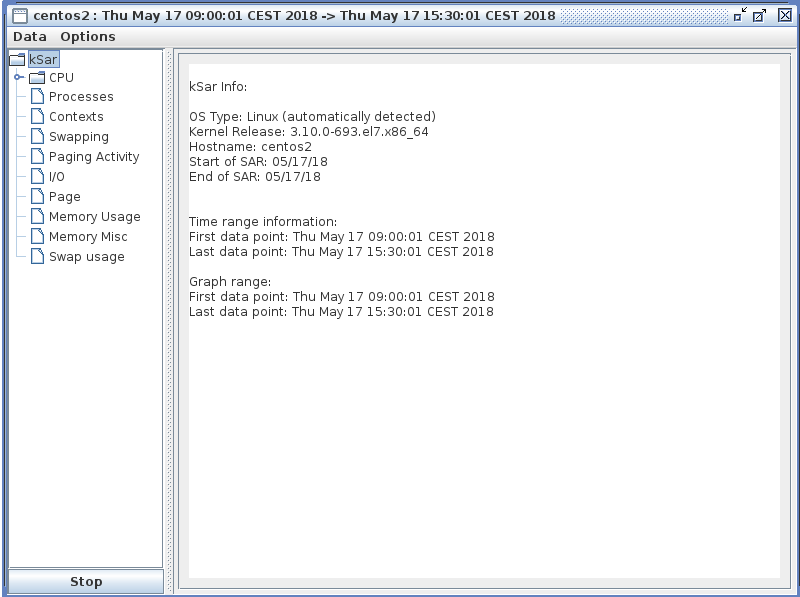 centos2 : Thu May 17 09:00:01 CEST 2018 -> Thu May 17 15:30:01 CEST 2018
Data Options
kSar
CPU
Processes
Contexts
Swapping
Paging Activity
I/O
Page
Memory Usage
Memory Misc
Swap usage
Stop
kSar Info:
OS Type: Linux (automatically detected)
Kernel Release: 3.10.0-693.el7.x86_64
Hostname: centos2
Start of SAR: 05/17/18
End of SAR: 05/17/18
Time range information:
First data point: Thu May 17 09:00:01 CEST 2018
Last data point: Thu May 17 15:30:01 CEST 2018
Graph range:
First data point: Thu May 17 09:00:01 CEST 2018
Last data point: Thu May 17 15:30:01 CEST 2018